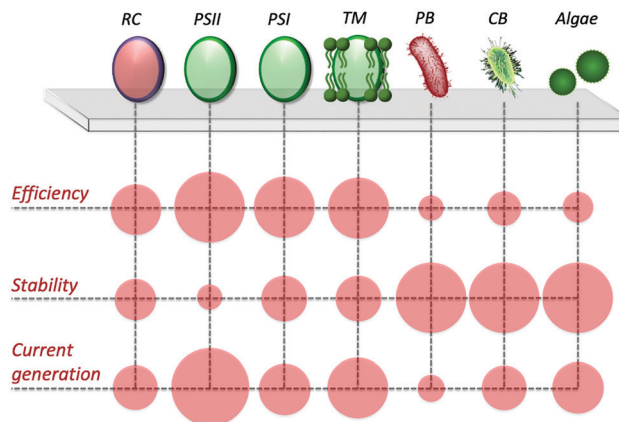 RC PSII PSI TM PB CB Algae
Efficiency
Stability
Current
generation